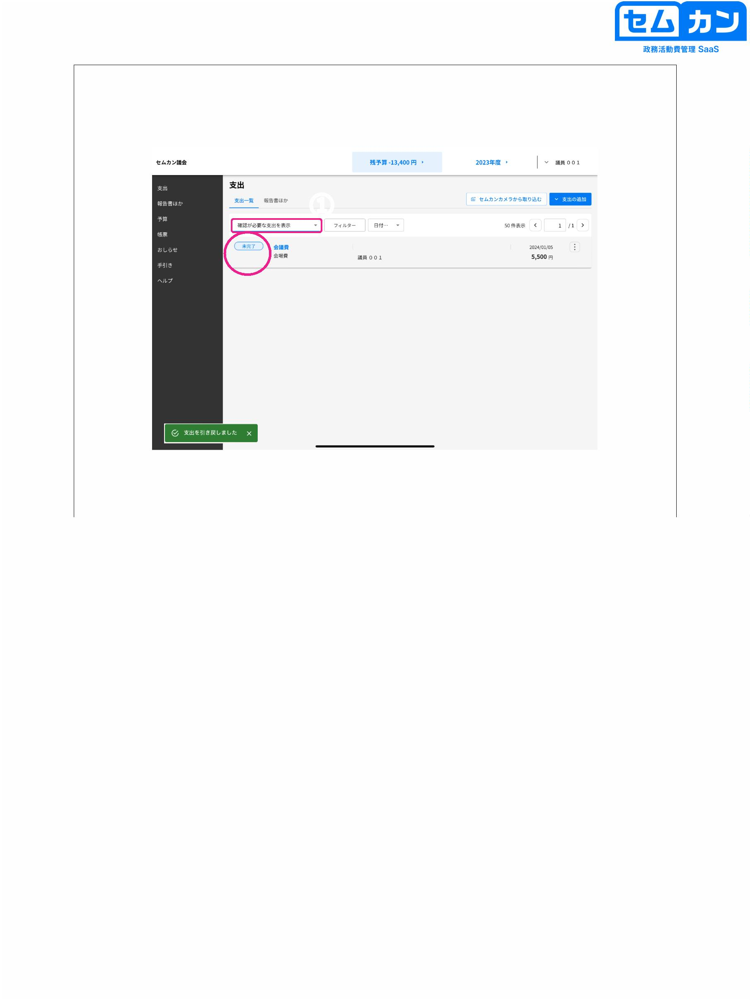 セムカン
政務活動費管理 SaaS
セムカン議会
残予算 -13,400 円
2023年度
議員 ００１
支出
報告書ほか
予算
帳票
おしらせ
手引き
ヘルプ
支出
支出一覧
報告書ほか
①
セムカンカメラから取り込む
支出の追加
確認が必要な支出を表示
フィルター
日付…
50 件表示
1
/ 1
未完了
会議費
2024/01/05
会場費
議員 ００１
5,500 円
支出を引き戻しました